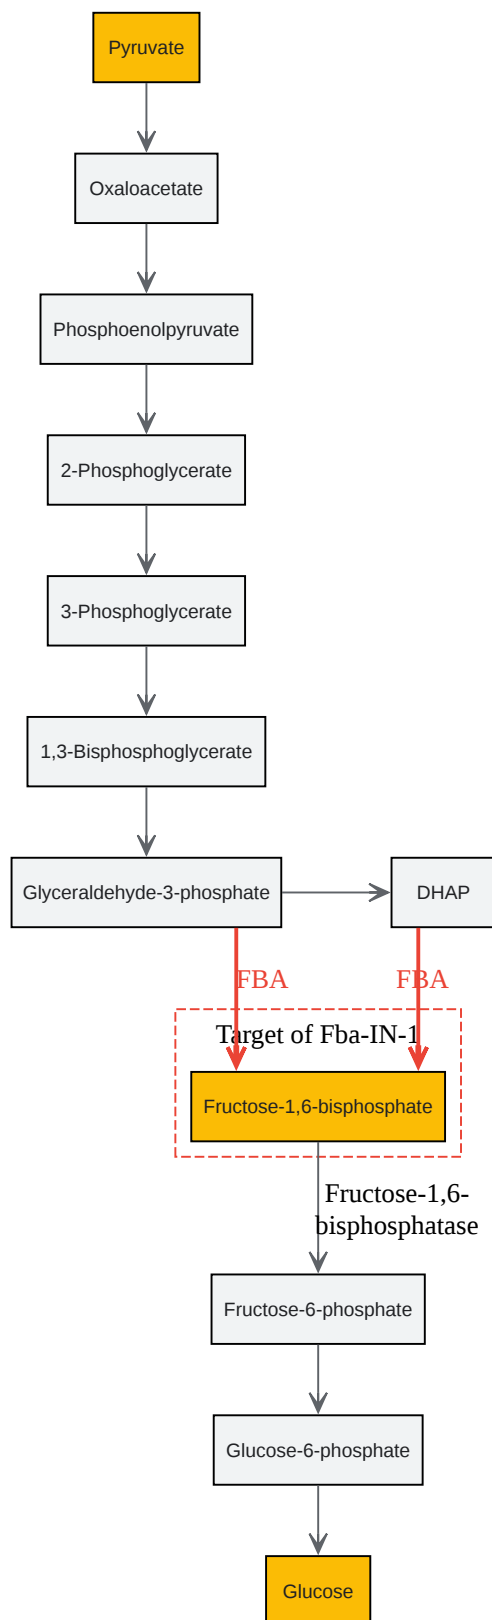 Pyruvate
Oxaloacetate
Phosphoenolpyruvate
2-Phosphoglycerate
3-Phosphoglycerate
1,3-Bisphosphoglycerate
Glyceraldehyde-3-phosphate
DHAP
FBA
FBA
Target of Fba-IN-1
Fructose-1,6-bisphosphate
Fructose-1,6-
bisphosphatase
Fructose-6-phosphate
Glucose-6-phosphate
Glucose